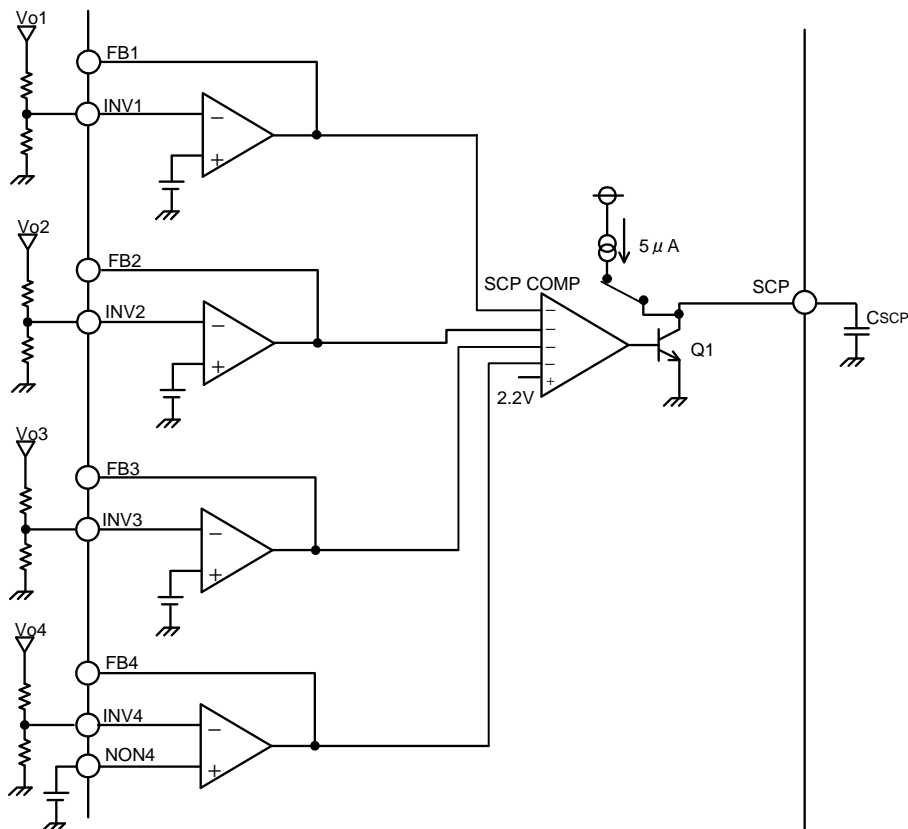 Vo1
FB1
INV1
−
+
Vo2
FB2
INV2
−
+
5 μ A
SCP COMP
−
−
−
−
+
2.2V
Q1
SCP
CSCP
Vo3
FB3
INV3
−
+
Vo4
FB4
INV4
−
NON4
+